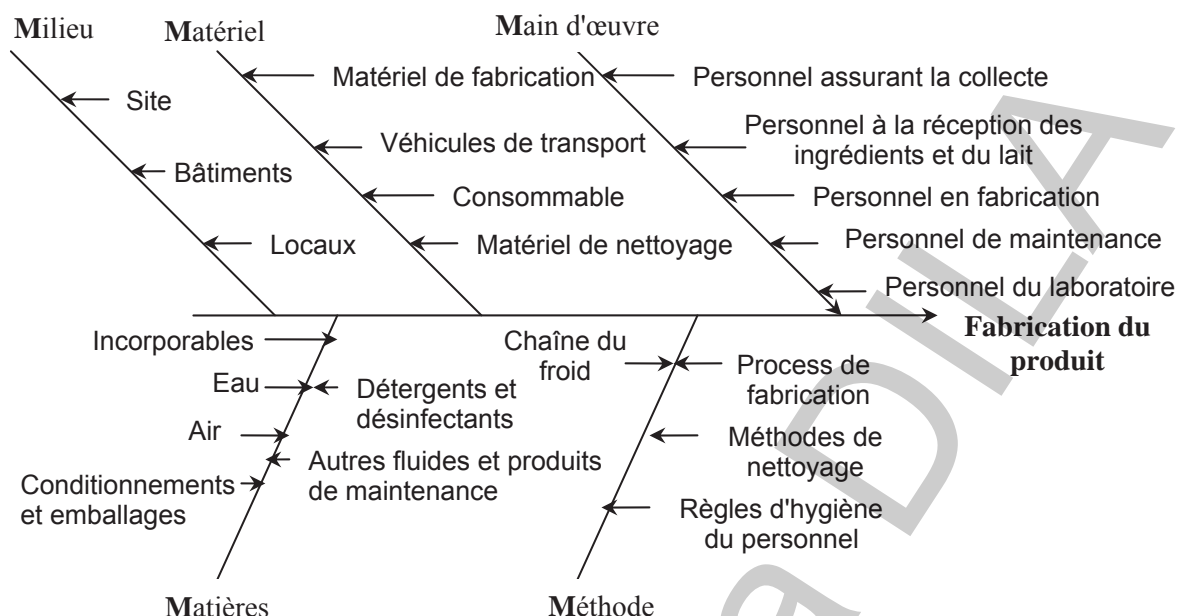 Milieu
Matériel
Main d'œuvre
Matériel de fabrication
Personnel assurant la collecte
Site
Véhicules de transport
Personnel à la réception des
ingrédients et du lait
Bâtiments
Consommable
Personnel en fabrication
Locaux
Matériel de nettoyage
Personnel de maintenance
Personnel du laboratoire
Fabrication du
produit
Incorporables
Chaîne du
froid
Process de
fabrication
Eau
Détergents et
désinfectants
Air
Méthodes de
nettoyage
Autres fluides et produits
de maintenance
Conditionnements
et emballages
Règles d'hygiène
du personnel
Matières
Méthode
DILA